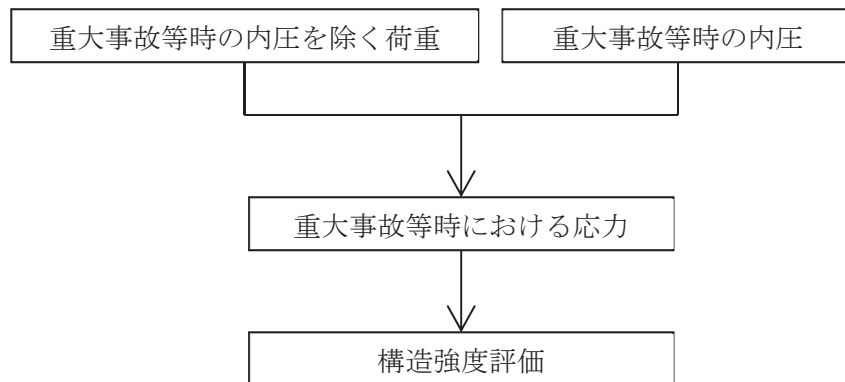 重大事故等時の内圧を除く荷重
重大事故等時の内圧
重大事故等時における応力
構造強度評価